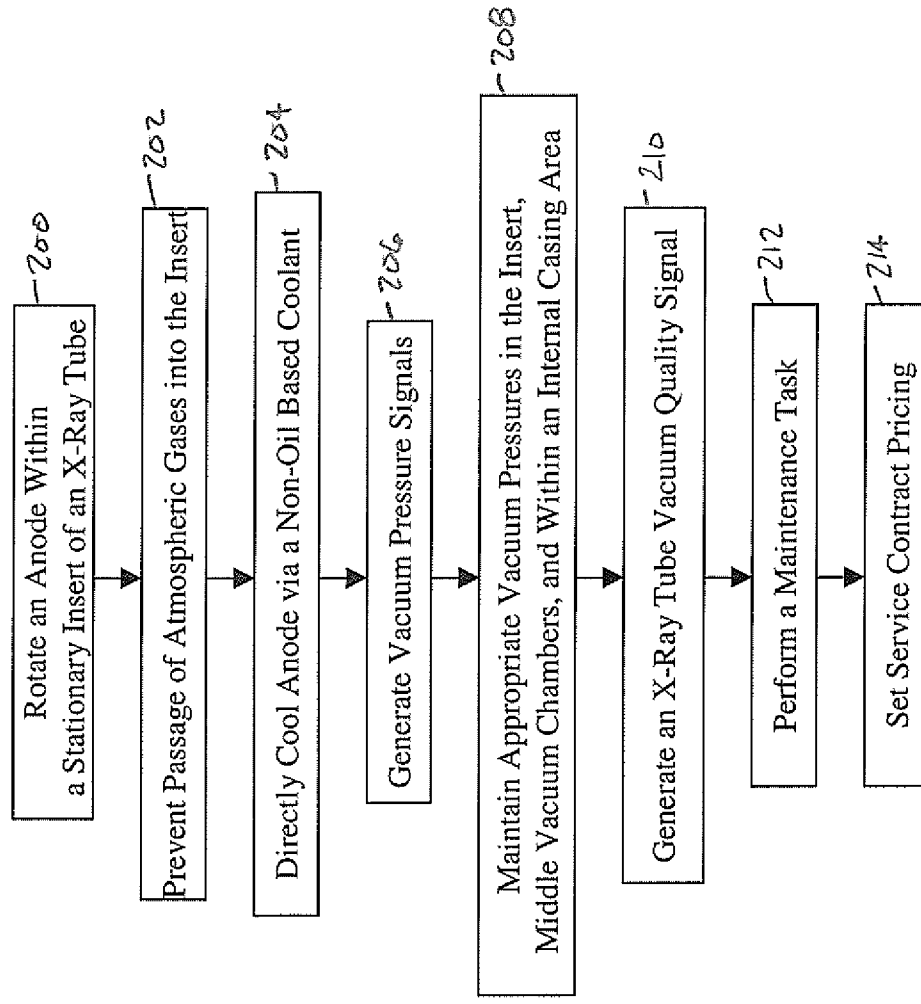 Rotate an Anode Within
a Stationary Insert of an X-Ray Tube
200
Prevent Passage of Atmospheric Gases into the Insert
202
Directly Cool Anode via a Non-Oil Based Coolant
204
Generate Vacuum Pressure Signals
206
Maintain Appropriate Vacuum Pressures in the Insert,
Middle Vacuum Chambers, and Within an Internal Casing Area
208
Generate an X-Ray Tube Vacuum Quality Signal
210
Perform a Maintenance Task
212
Set Service Contract Pricing
214